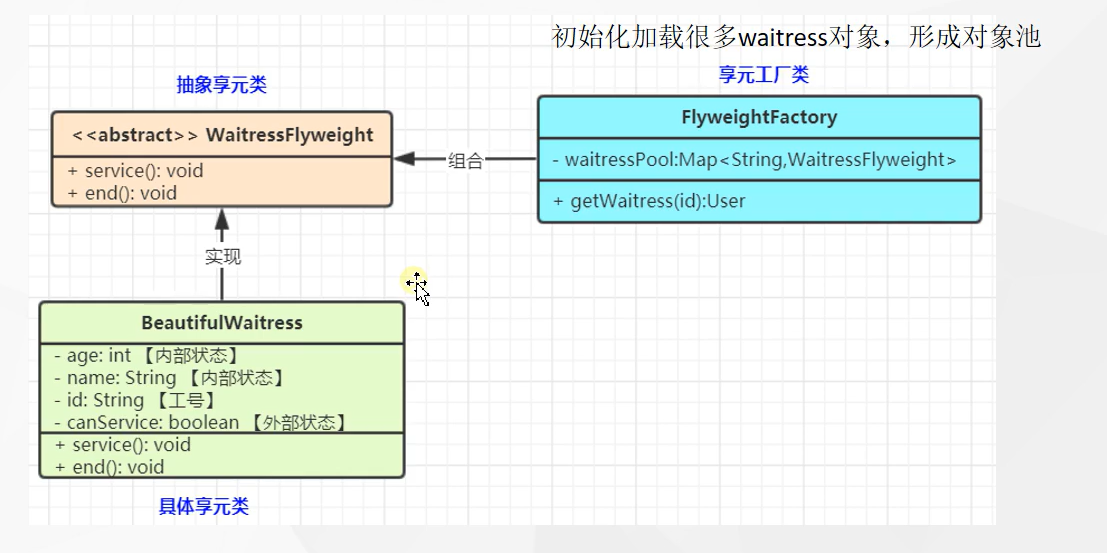 初始化加载很多waitress对象，形成对象池
抽象享元类
享元工厂类
<<abstract>> WaitressFlyweight
+ service(): void
+ end(): void
组合
FlyweightFactory
- waitressPool:Map<String,WaitressFlyweight>
+ getWaitress(id):User
实现
BeautifulWaitress
- age: int 【内部状态】
- name: String 【内部状态】
- id: String 【工号】
- canService: boolean 【外部状态】
+ service(): void
+ end(): void
具体享元类